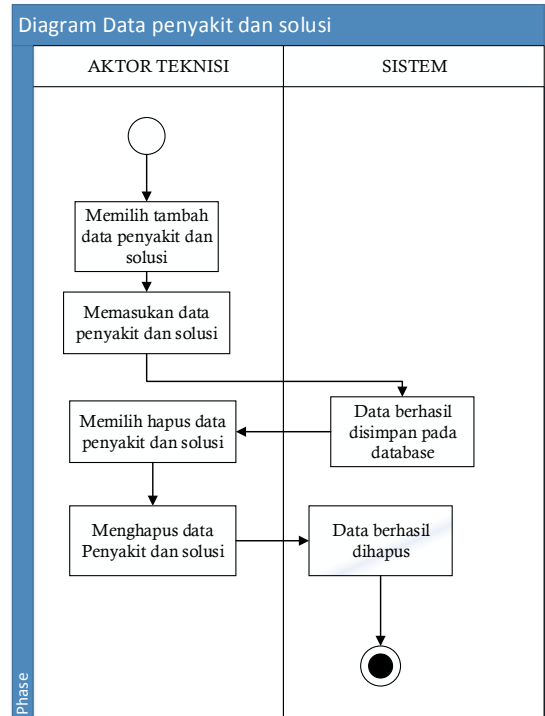 Diagram Data penyakit dan solusi
AKTOR TEKNISI
SISTEM
Memilih tambah
data penyakit dan
solusi
Memasukan data
penyakit dan solusi
Data berhasil
disimpan pada
database
Memilih hapus data
penyakit dan solusi
Menghapus data
Penyakit dan solusi
Data berhasil
dihapus
Phase